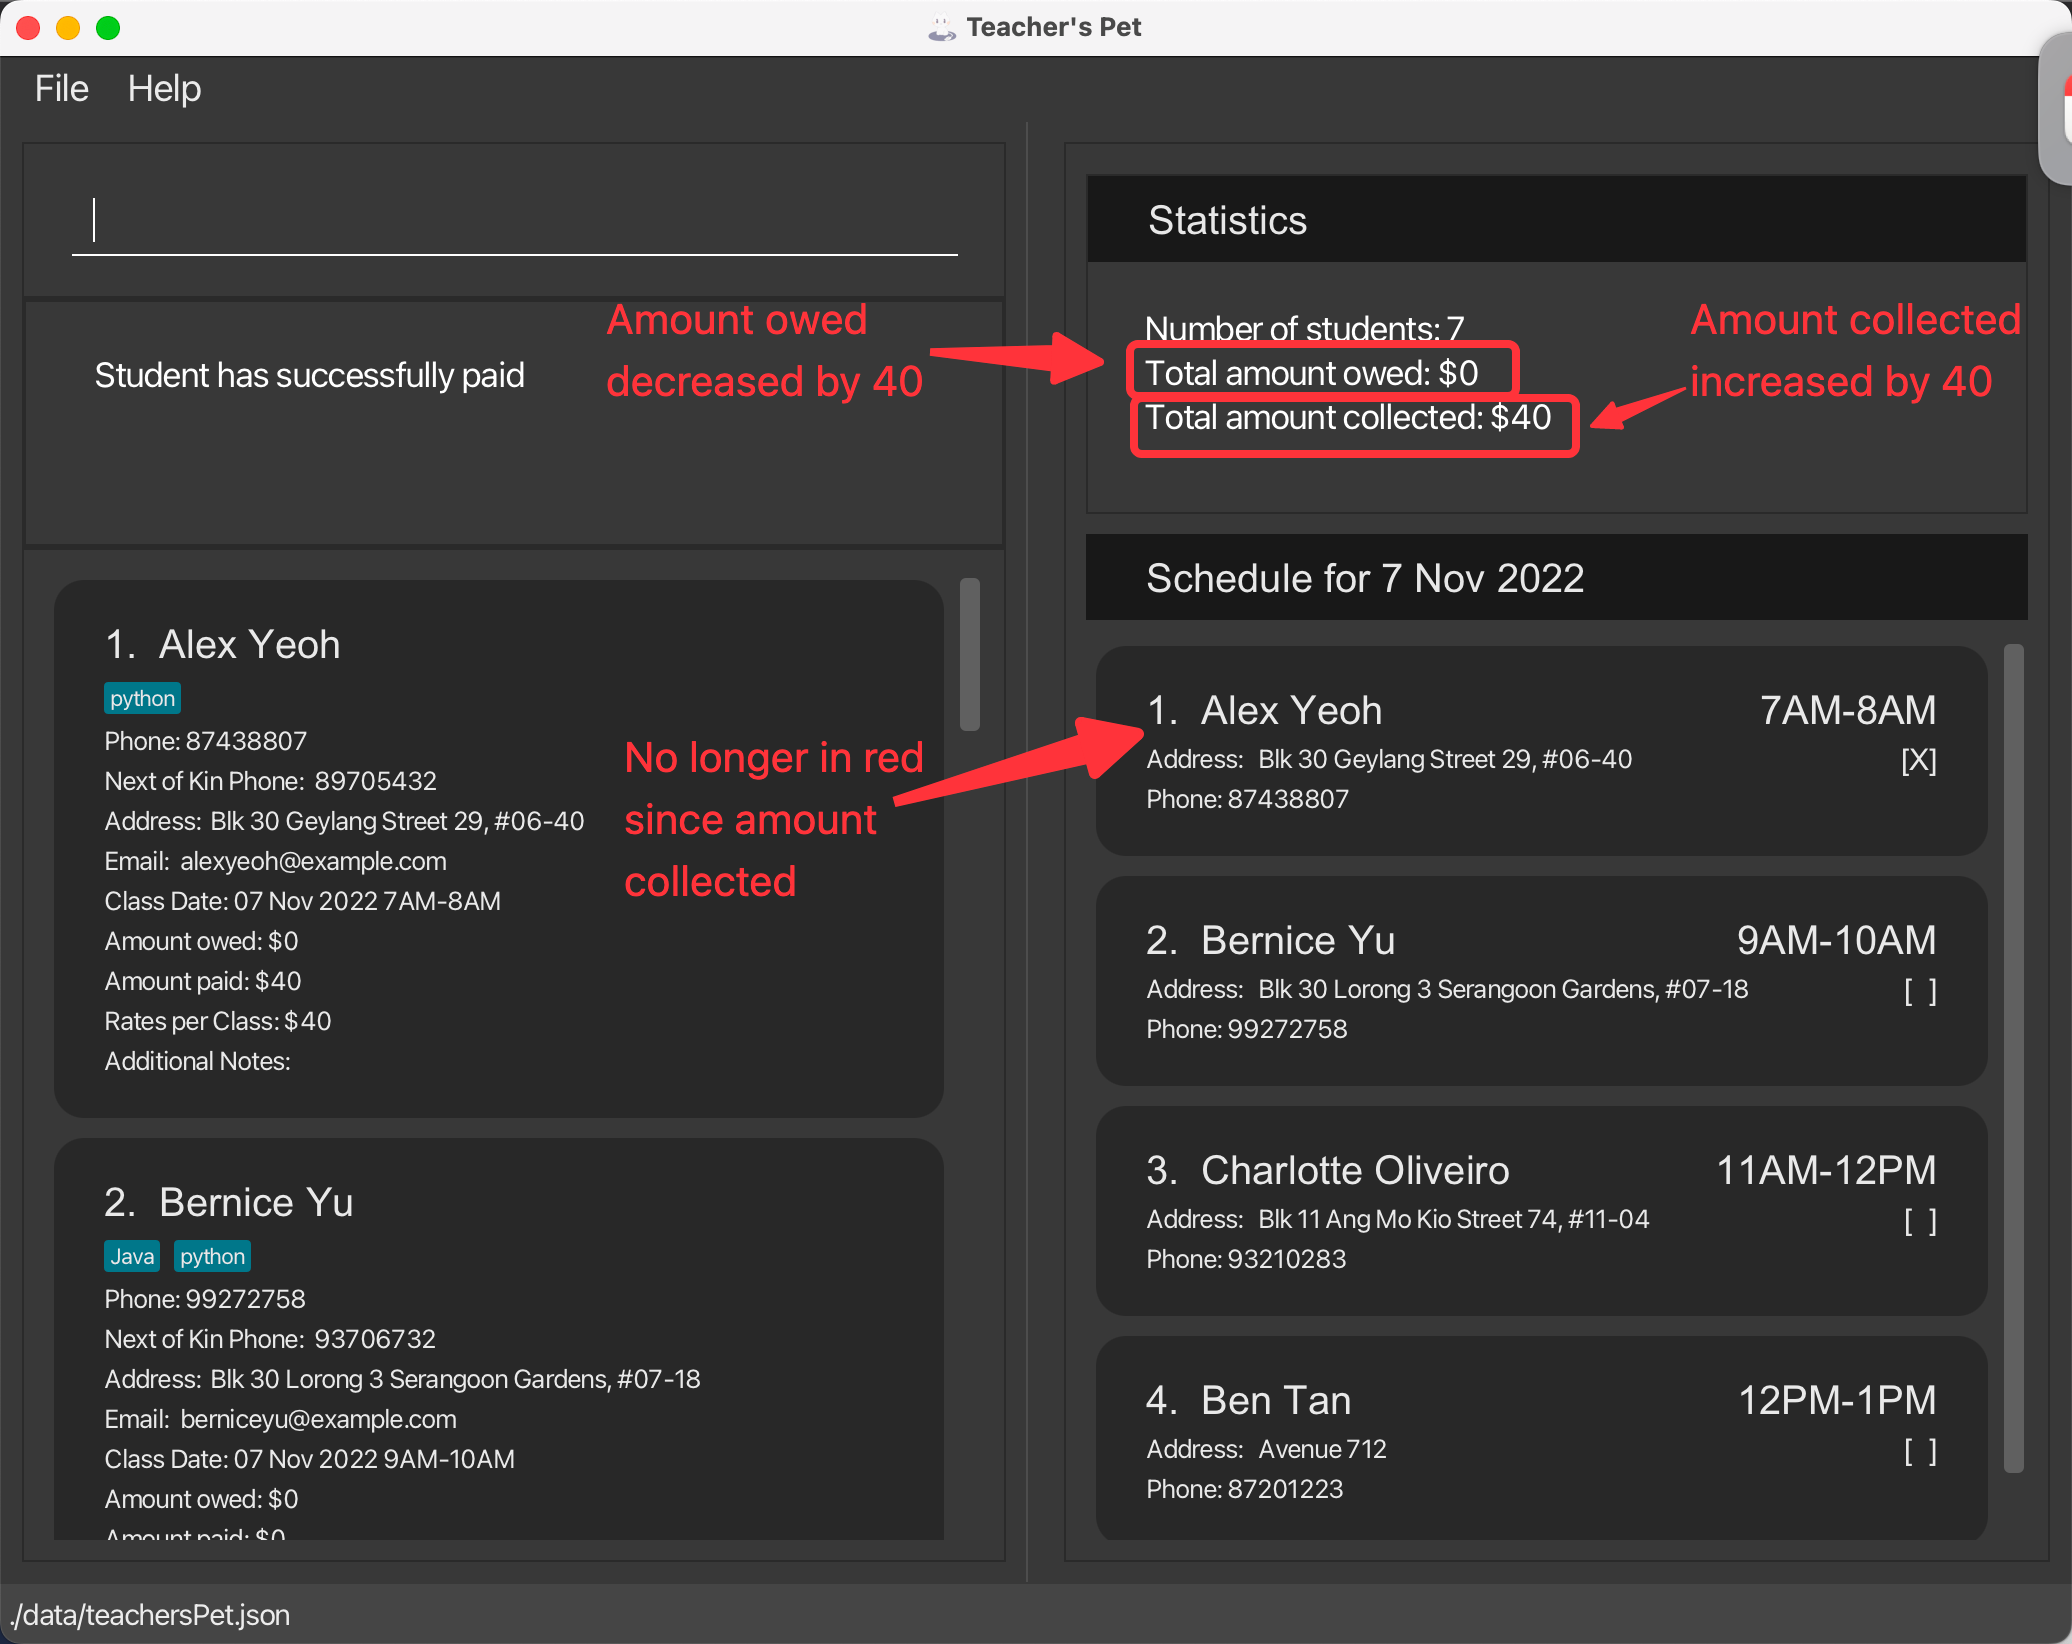 Teacher's Pet
File Help
Student has successfully paid
Amount owed
decreased by 40
Statistics
Number of students: 7
Total amount owed: $0
Total amount collected: $40
Amount collected
increased by 40
1. Alex Yeoh
python
Phone: 87438807
Next of Kin Phone: 89705432
Address: Blk 30 Geylang Street 29, #06-40
Email: alexyeoh@example.com
Class Date: 07 Nov 2022 7AM-8AM
Amount owed: $0
Amount paid: $40
Rates per Class: $40
Additional Notes:
No longer in red
since amount
collected
2. Bernice Yu
Java python
Phone: 99272758
Next of Kin Phone: 93706732
Address: Blk 30 Lorong 3 Serangoon Gardens, #07-18
Email: berniceyu@example.com
Class Date: 07 Nov 2022 9AM-10AM
Amount owed: $0
Amount paid: $0
Schedule for 7 Nov 2022
1. Alex Yeoh 7AM-8AM
Address: Blk 30 Geylang Street 29, #06-40 [X]
Phone: 87438807
2. Bernice Yu 9AM-10AM
Address: Blk 30 Lorong 3 Serangoon Gardens, #07-18 [ ]
Phone: 99272758
3. Charlotte Oliveiro 11AM-12PM
Address: Blk 11 Ang Mo Kio Street 74, #11-04 [ ]
Phone: 93210283
4. Ben Tan 12PM-1PM
Address: Avenue 712 [ ]
Phone: 87201223
./data/teachersPet.json